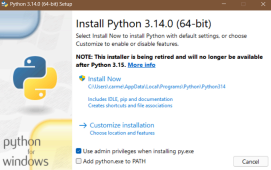 Python 3.14.0 (64-bit) Setup
Install Python 3.14.0 (64-bit)
Select Install Now to install Python with default settings, or choose
Customize to enable or disable features.
NOTE: This installer is being retired and will no longer be available
after Python 3.15. More info
Install Now
AppData\Local\Programs\Python\Python314
Includes IDLE, pip and documentation
Creates shortcuts and file associations
Customize installation
Choose location and features
python
for
windows
Use admin privileges when installing py.exe
Add python.exe to PATH
Cancel